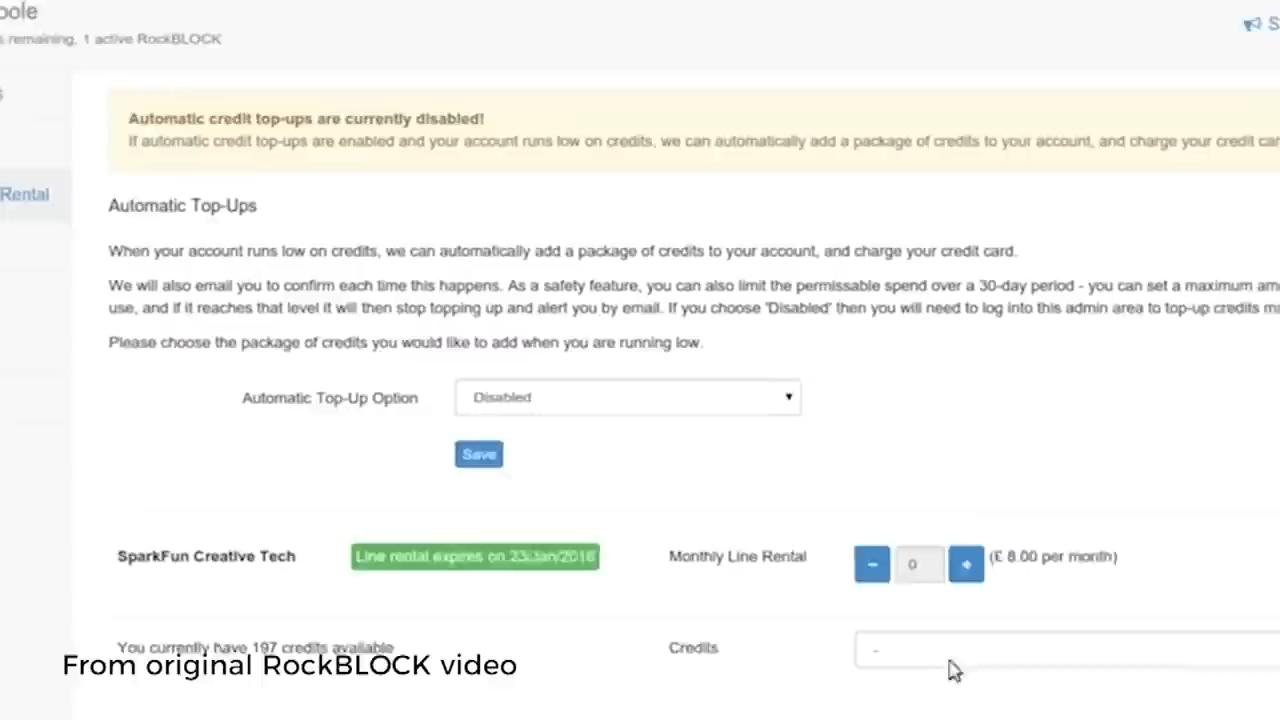 remaining, 1 active RockBLOCK
Rental
Automatic credit top-ups are currently disabled!
If automatic credit top-ups are enabled and your account runs low on credits, we can automatically add a package of credits to your account, and charge your credit
Automatic Top-Ups
When your account runs low on credits, we can automatically add a package of credits to your account, and charge your credit card.
We will also email you to confirm each time this happens. As a safety feature, you can also limit the permissable spend over a 30-day period - you can set a maximum
use, and if it reaches that level it will then stop topping up and alert you by email. If you choose 'Disabled' then you will need to log into this admin area to top-up credits
Please choose the package of credits you would like to add when you are running low.
Automatic Top-Up Option Disabled
Save
SparkFun Creative Tech Line rental expires on 23/Jan/2016 Monthly Line Rental - 0 + (£ 8.00 per month)
You currently have 197 credits available Credits -
From original RockBLOCK video